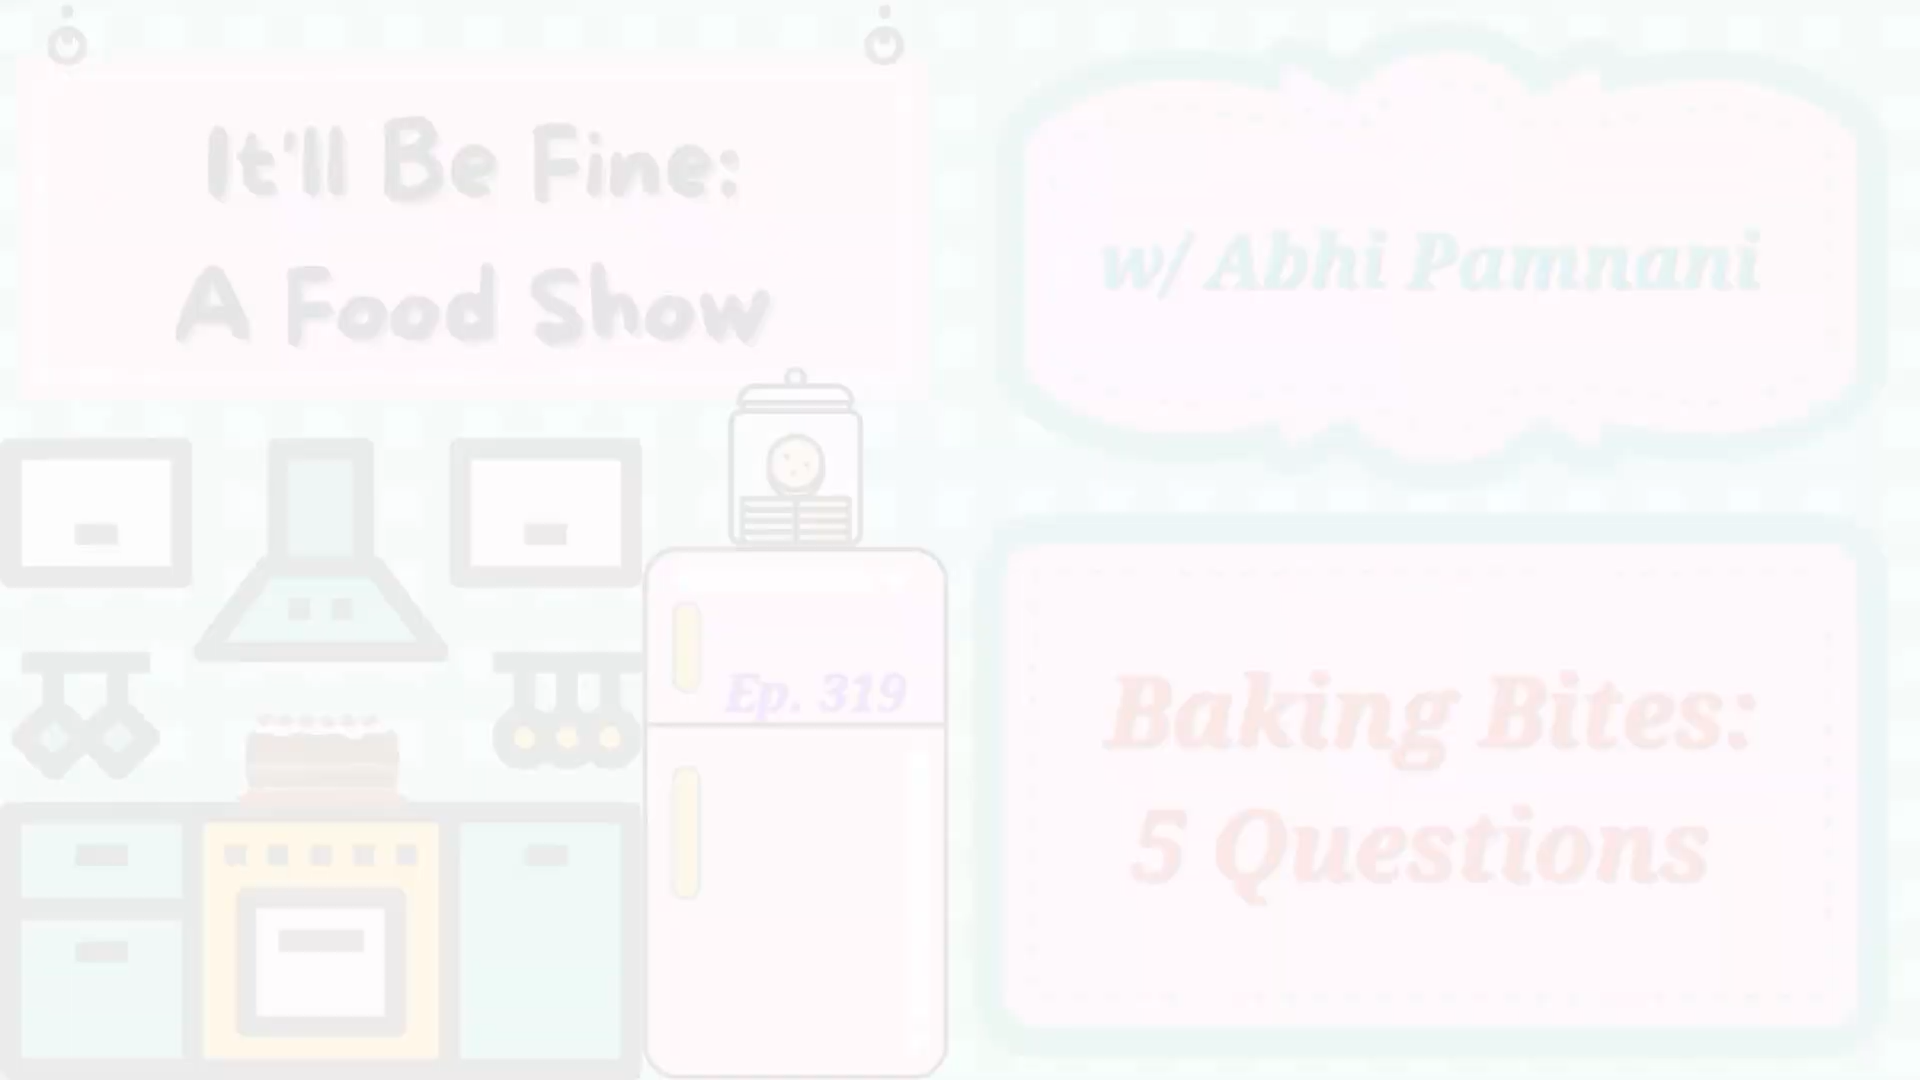 It'll Be Fine:
A Food Show
w/ Abhi Pamnani
Ep. 319
Baking Bites:
5 Questions